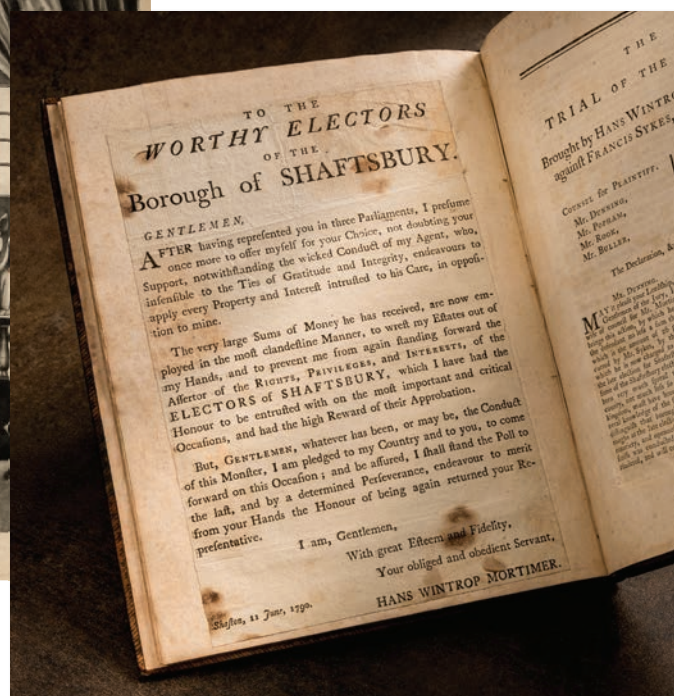 TO THE
WORTHY ELECTORS
OF THE
Borough of SHAFTSBURY.
GENTLEMEN,
AFTER having represented you in three Parliaments, I presume
once more to offer myself for your Choice, not doubting your
Support, notwithstanding the wicked Conduct of my Agent, who,
insensible to the Ties of Gratitude and Integrity, endeavours to
apply every Property and Interest intrusted to his Care, in opposi-
tion to mine.
The very large Sums of Money he has received, are now em-
ployed in the most clandestine Manner, to wrest my Estates out of
my Hands, and to prevent me from again standing forward the
Assertor of the RIGHTS, PRIVILEGES, and INTERESTS, of the
ELECTORS of SHAFTSBURY, which I have had the
Honour to be entrusted with on the most important and critical
Occasions, and had the high Reward of their Approbation.
But, GENTLEMEN, whatever has been, or may be, the Conduct
of this Monster, I am pledged to my Country and to you, to come
forward on this Occasion; and be assured, I shall stand the Poll to
the last, and by a determined Perseverance, endeavour to merit
from your Hands the Honour of being again returned your Re-
presentative.
I am, Gentlemen,
With great Esteem and Fidelity,
Your obliged and obedient Servant,
HANS WINTROP MORTIMER.
Shaston, 11 June, 1790.
THE
TRIAL OF THE
Brought by HANS WINTRO
against FRANCIS SYKES,
COUNSEL for PLAINTIFF.
Mr. DUNNING,
Mr. POPHAM,
Mr. ROOK,
Mr. BULLER,
The Declaration, &
Mr. DUNNING.